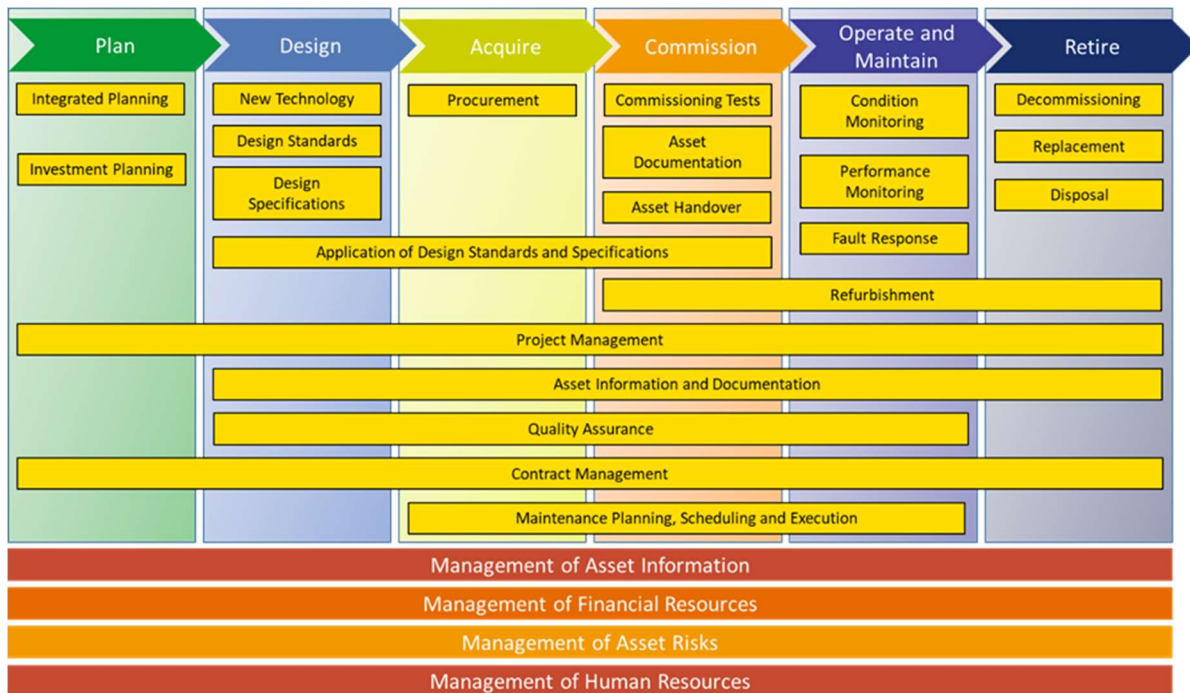 Plan
Design
Acquire
Commission
Operate and
Maintain
Retire
Integrated Planning
Investment Planning
New Technology
Design Standards
Design
Specifications
Procurement
Commissioning Tests
Asset
Documentation
Asset Handover
Condition
Monitoring
Performance
Monitoring
Fault Response
Decommissioning
Replacement
Disposal
Application of Design Standards and Specifications
Refurbishment
Project Management
Asset Information and Documentation
Quality Assurance
Contract Management
Maintenance Planning, Scheduling and Execution
Management of Asset Information
Management of Financial Resources
Management of Asset Risks
Management of Human Resources